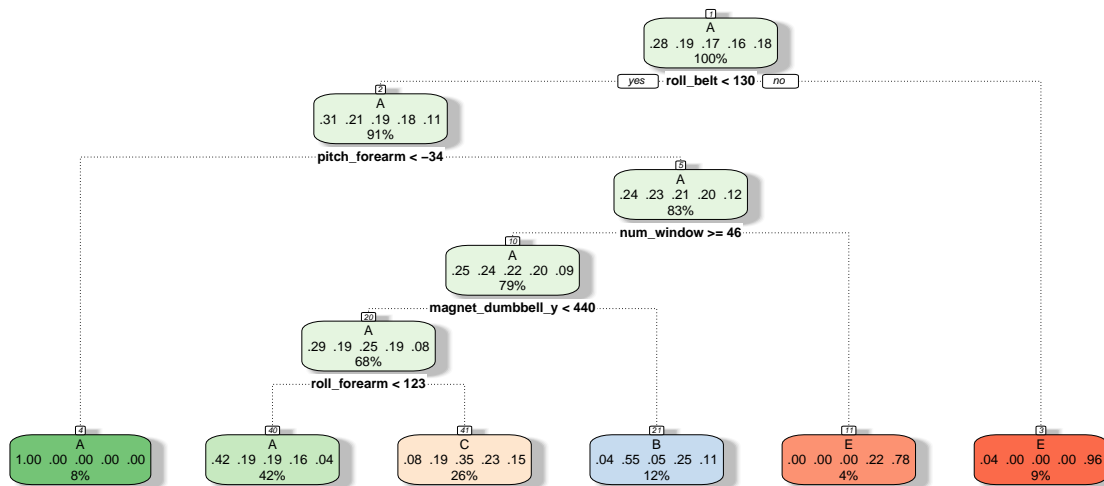 1
A
.28 .19 .17 .16 .18
100%
yes roll_belt < 130 no
2
A
.31 .21 .19 .18 .11
91%
pitch_forearm < −34
5
A
.24 .23 .21 .20 .12
83%
num_window >= 46
10
A
.25 .24 .22 .20 .09
79%
magnet_dumbbell_y < 440
20
A
.29 .19 .25 .19 .08
68%
roll_forearm < 123
4
A
1.00 .00 .00 .00 .00
8%
40
A
.42 .19 .19 .16 .04
42%
41
C
.08 .19 .35 .23 .15
26%
21
B
.04 .55 .05 .25 .11
12%
11
E
.00 .00 .00 .22 .78
4%
3
E
.04 .00 .00 .00 .96
9%